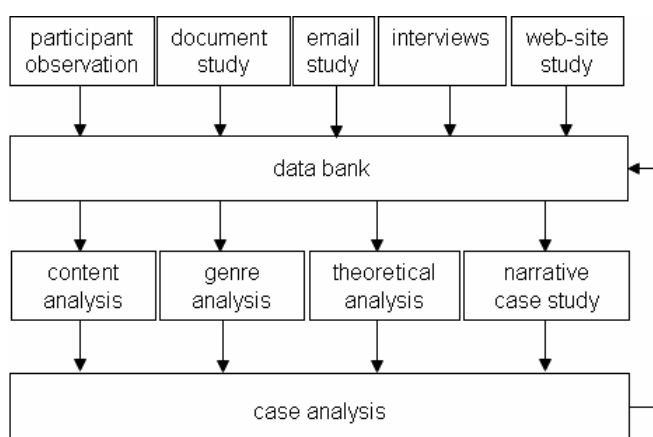 participant
observation
document
study
email
study
interviews
web-site
study
data bank
content
analysis
genre
analysis
theoretical
analysis
narrative
case study
case analysis